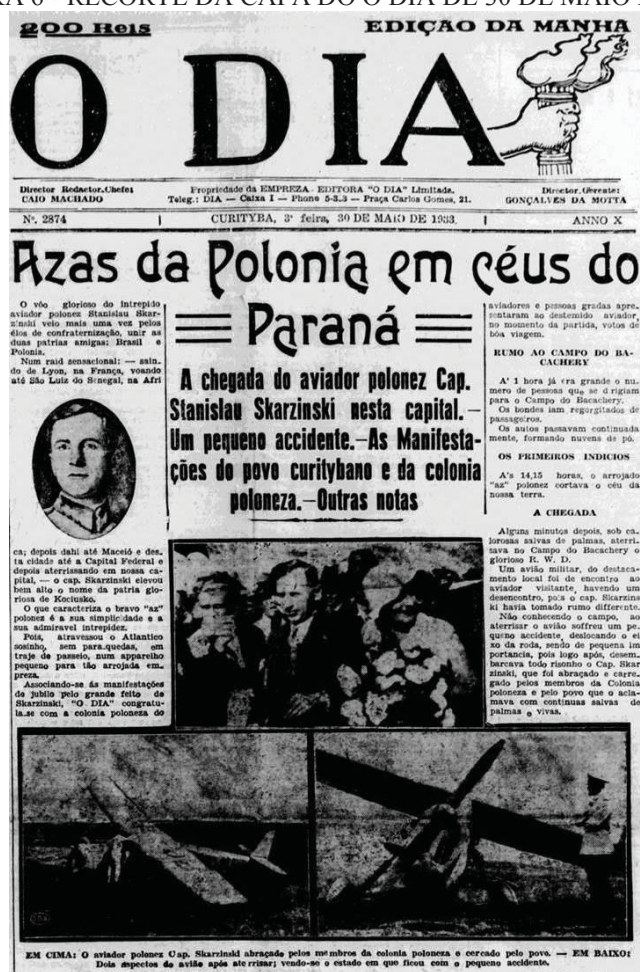 RECORTE DA CAPA DO O DIA DE 30 DE MAIO
200 Reis
EDIÇÃO DA MANHA
O DIA
Director Redactor-Chefe:
CAIO MACHADO
Propriedade da EMPREZA EDITORA "O DIA" Limitada.
Teleg.: DIA — Caixa I — Phone 5-3-3 — Praça Carlos Gomes, 21.
Director-Gerente:
GONÇALVES DA MOTTA
Nº. 2874
CURITYBA, 3ª feira, 30 DE MAIO DE 1933.
ANNO X
Azas da Polonia em céus do
Paraná
A chegada do aviador polonez Cap.
Stanislau Skarzinski nesta capital.—
Um pequeno accidente.—As Manifesta-
ções do povo curitybano e da colonia
poloneza.—Outras notas
O vôo glorioso do intrepido
aviador polonez Stanislau Skar-
zinski veio mais uma vez pelos
élos de confraternização, unir as
duas patrias amigas: Brasil e
Polonia.
Num raid sensacional: — sain-
do de Lyon, na França, voando
até São Luiz do Senegal, na Afri
ca; depois dahi até Maceió e des-
ta cidade até a Capital Federal e
depois aterrissando em nossa ca-
pital, — o cap. Skarzinski elevou
bem alto o nome da patria glo-
riosa de Kociusko.
O que caracteriza o bravo "az"
polonez é a sua simplicidade e a
sua admiravel intrepidez.
Pois, atravessou o Atlantico
sosinho, sem para-quedas, em
traje de passeio, num apparelho
pequeno para tão arrojada em-
preza.
Associando-se ás manifestações
de jubilo pelo grande feito de
Skarzinski, "O DIA" congratu-
la-se com a colonia poloneza do
aviadores e pessoas gradas apre-
sentaram ao destemido aviador,
no momento da partida, votos de
bôa viagem.
RUMO AO CAMPO DO BA-
CACHERY
A' 1 hora já era grande o nu-
mero de pessoas que se dirigiam
para o Campo do Bacachery.
Os bondes iam regorgitados de
passageiros.
Os autos passavam continuada
mente, formando nuvens de pó.
OS PRIMEIROS INDICIOS
A's 14,15 horas, o arrojado
"az" polonez cortava o céu da
nossa terra.
A CHEGADA
Alguns minutos depois, sob ca-
lorosas salvas de palmas, aterri-
sava no Campo do Bacachery o
glorioso R. W. D.
Um avião militar, do destaca-
mento local foi de encontro ao
aviador visitante, havendo um
desencontro, pois o cap. Skarzins
ki havia tomado rumo differente.
Não conhecendo o campo, ao
aterrisar o avião soffreu um pe-
queno accidente, deslocando o ei-
xo da roda, sendo de pequena im
portancia, pois logo após, desem-
barcava todo risonho o Cap. Skar
zinski, que foi abraçado e carre-
gado pelos membros da Colonia
poloneza e pelo povo que o acla-
mava com continuas salvas de
palmas e vivas.
EM CIMA: O aviador polonez Cap. Skarzinski abraçado pelos membros da colonia poloneza e cercado pelo povo. — EM BAIXO:
Dois aspectos do avião após aterrisar; vendo-se o estado em que ficou com o pequeno accidente.